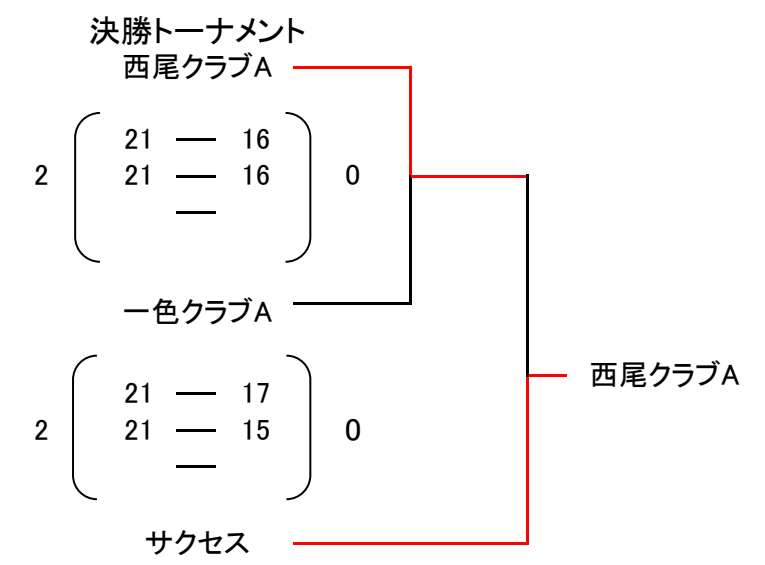 決勝トーナメント
西尾クラブA
21 — 16
2 21 — 16 0
—
一色クラブA
21 — 17
西尾クラブA
2 21 — 15 0
—
サクセス